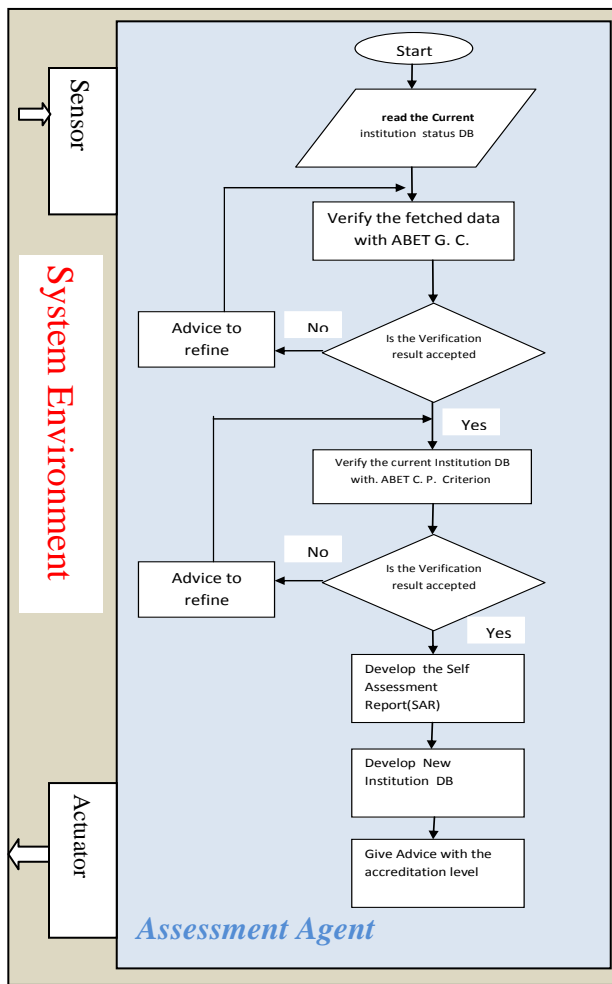 Start
Sensor
read the Current
institution status DB
Verify the fetched data
with ABET G. C.
System Environment
Advice to
refine
No
Is the Verification
result accepted
Yes
Verify the current Institution DB
with. ABET C. P. Criterion
No
Advice to
refine
Is the Verification
result accepted
Yes
Develop the Self
Assessment
Report(SAR)
Develop New
Institution DB
Actuator
Give Advice with the
accreditation level
Assessment Agent